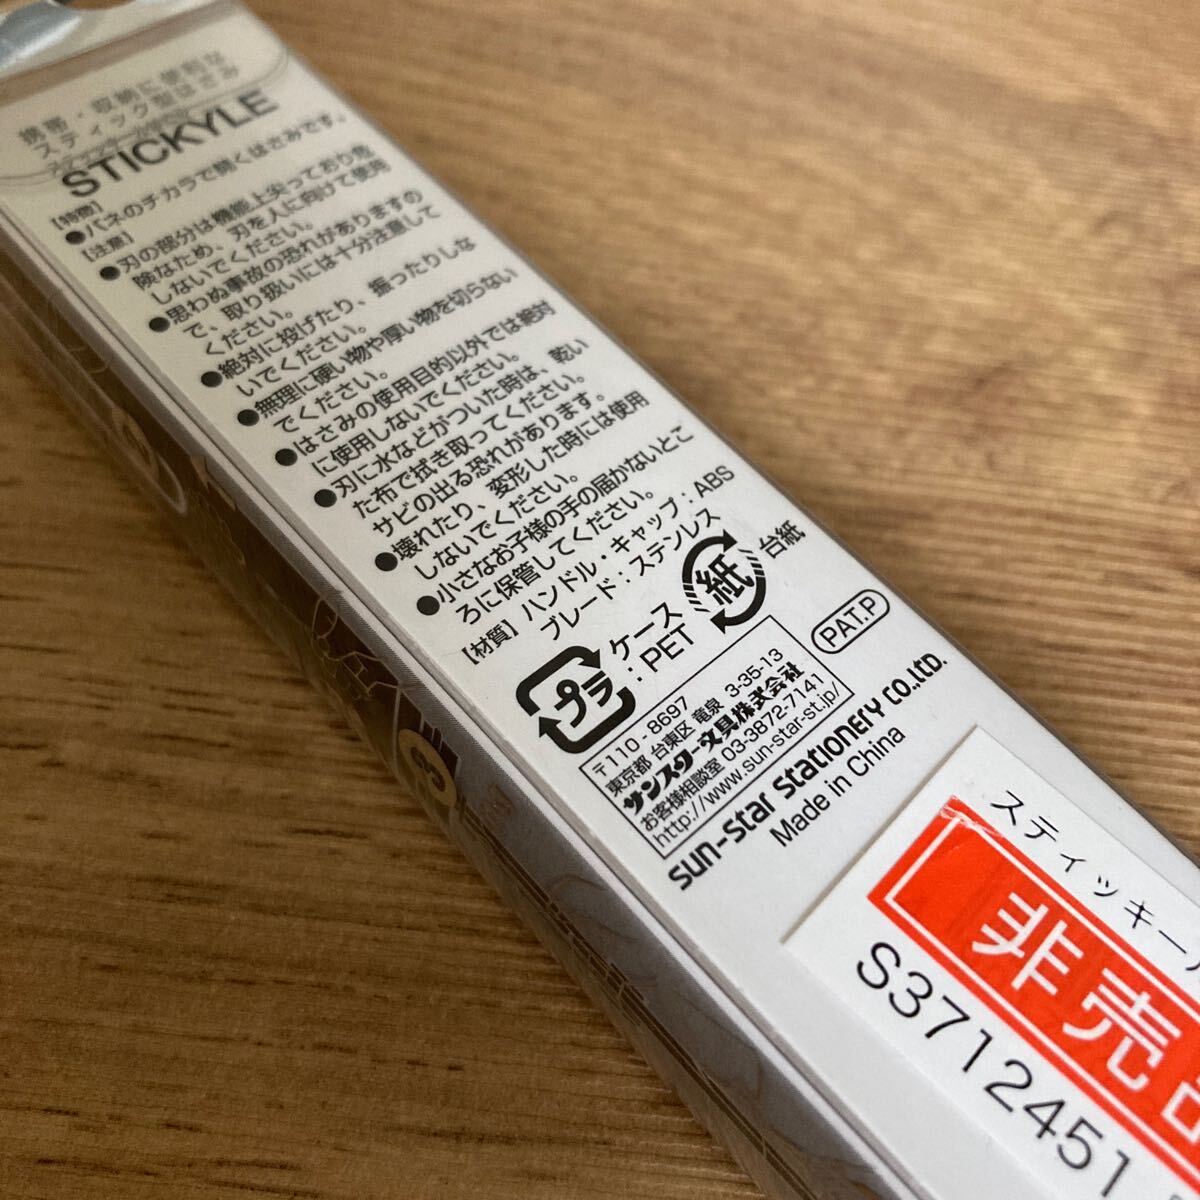 携帯・収納に便利な
スティック型はさみ
STICKYLE
【特徴】
●バネのチカラで開くはさみです。
【注意】
●刃の部分は機能上尖っており危
険なため、刃を人に向けて使用
しないでください。
●思わぬ事故の恐れがありますの
で、取り扱いには十分注意して
ください。
●絶対に投げたり、振ったりしな
いでください。
●無理に硬い物や厚い物を切らない
でください。
●はさみの使用目的以外では絶対
に使用しないでください。
●刃に水などがついた時は、乾い
た布で拭き取ってください。
サビの出る恐れがあります。
●壊れたり、変形した時には使用
しないでください。
●小さなお子様の手の届かないとこ
ろに保管してください。
【材質】ハンドル・キャップ：ABS
ブレード：ステンレス
プラ
ケース
：PET
紙
台紙
〒110-8697
東京都 台東区 竜泉 3-35-13
サンスター文具株式会社
お客様相談室 03-3872-7141
http://www.sun-star-st.jp/
PAT.P
sun-star stationery co.,ltd.
Made in China
スティッキー
非売
S3712451